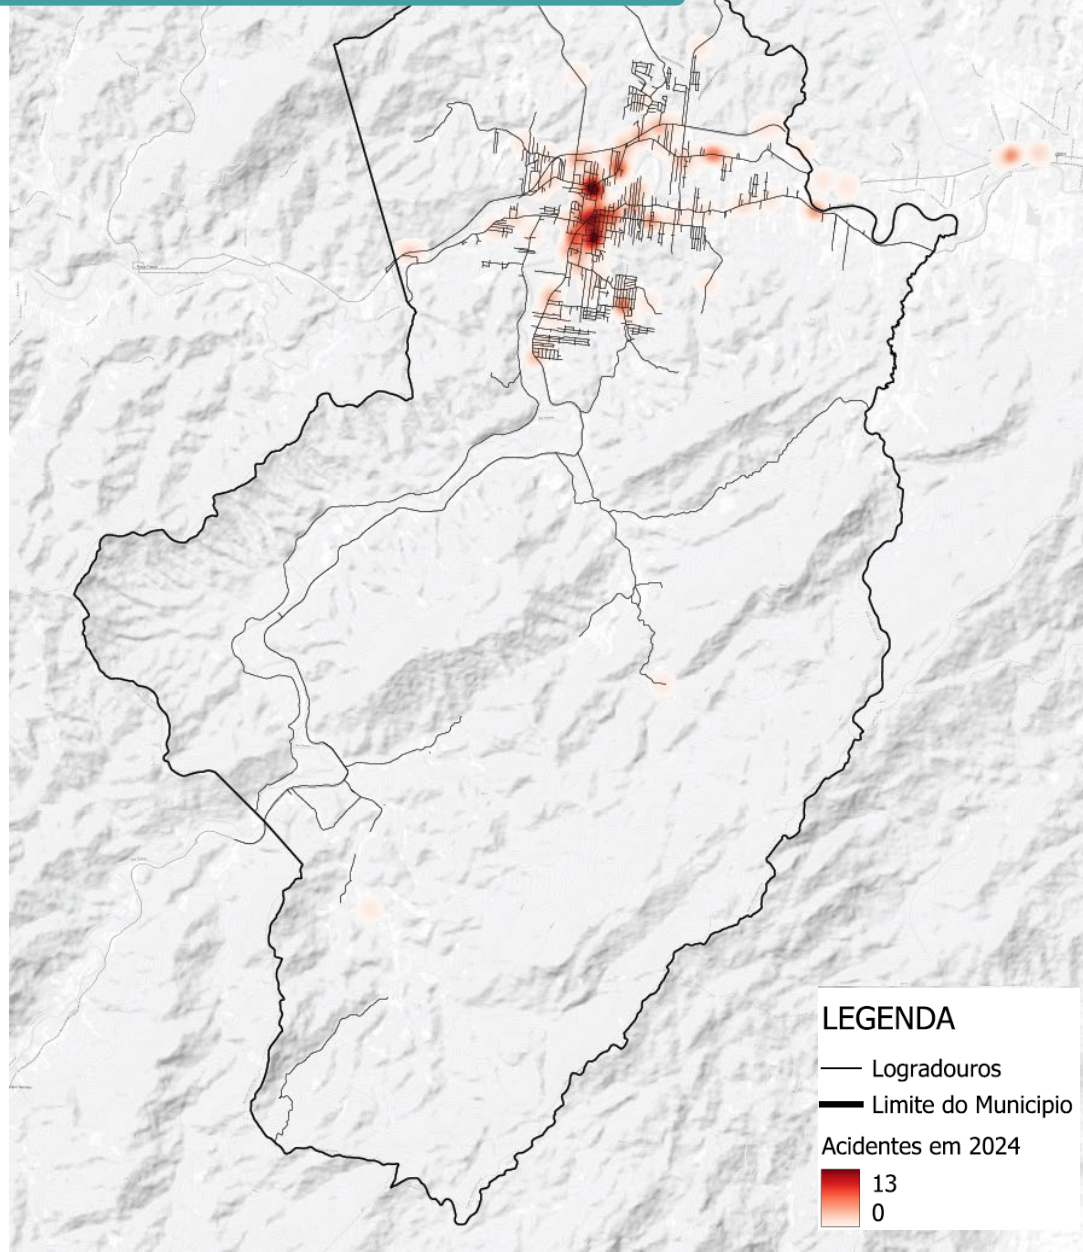 LEGENDA
Logradouros
Limite do Municipio
Acidentes em 2024
13
0